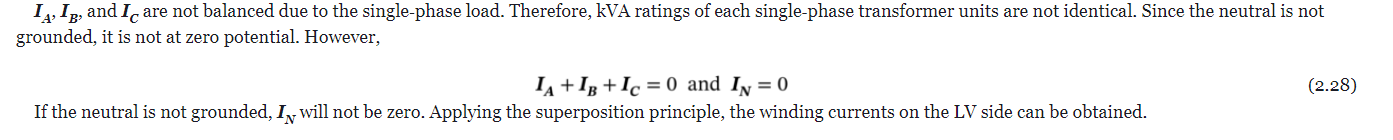 I_A, I_B, and I_C are not balanced due to the single-phase load. Therefore, kVA ratings of each single-phase transformer units are not identical. Since the neutral is not
grounded, it is not at zero potential. However,
I_A + I_B + I_C = 0 and I_N = 0 (2.28)
If the neutral is not grounded, I_N will not be zero. Applying the superposition principle, the winding currents on the LV side can be obtained.